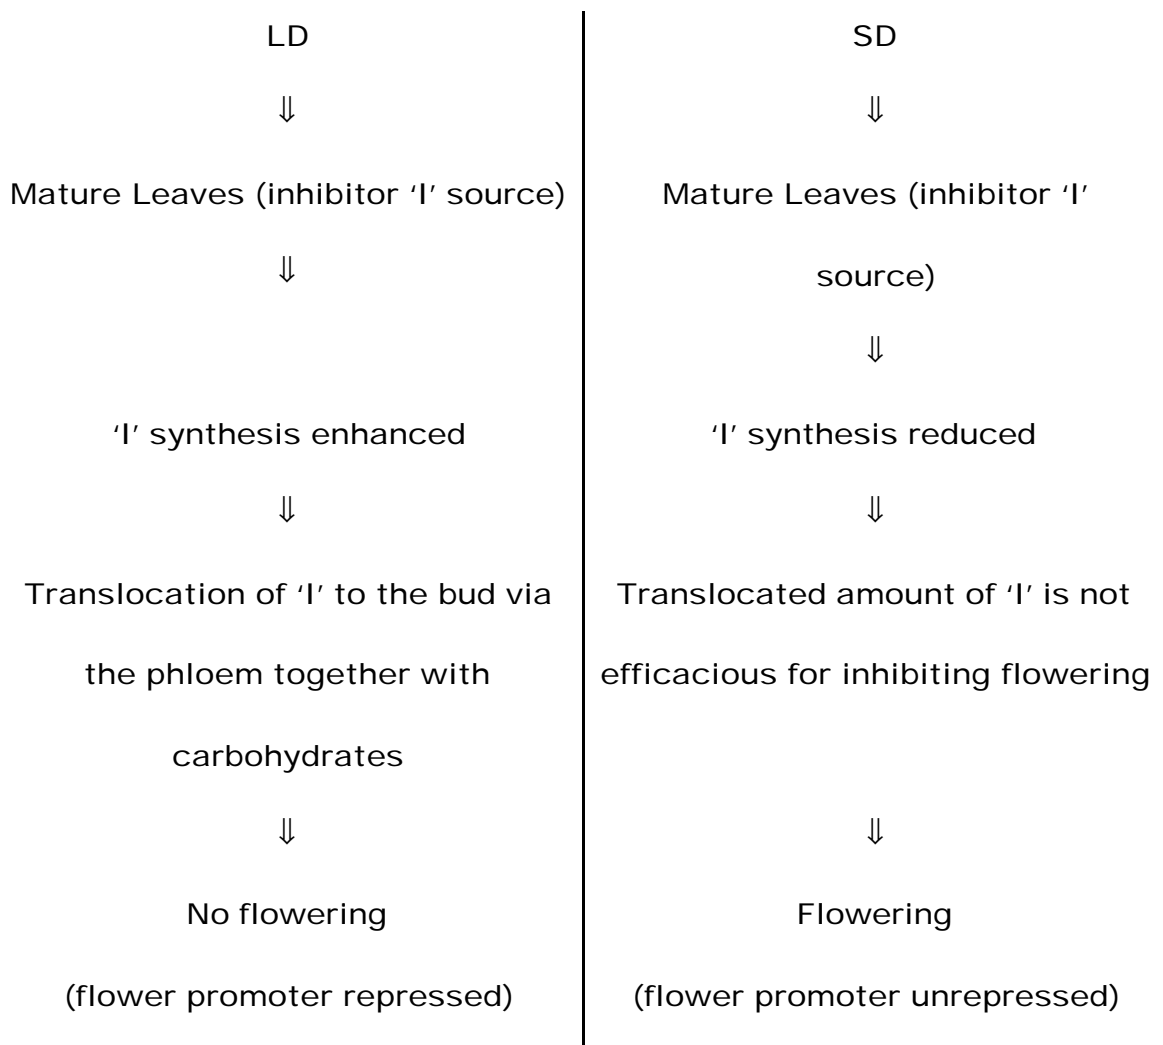 LD
⇓
Mature Leaves (inhibitor ‘I’ source)
⇓
‘I’ synthesis enhanced
⇓
Translocation of ‘I’ to the bud via
the phloem together with
carbohydrates
⇓
No flowering
(flower promoter repressed)
SD
⇓
Mature Leaves (inhibitor ‘I’
source)
⇓
‘I’ synthesis reduced
⇓
Translocated amount of ‘I’ is not
efficacious for inhibiting flowering
⇓
Flowering
(flower promoter unrepressed)